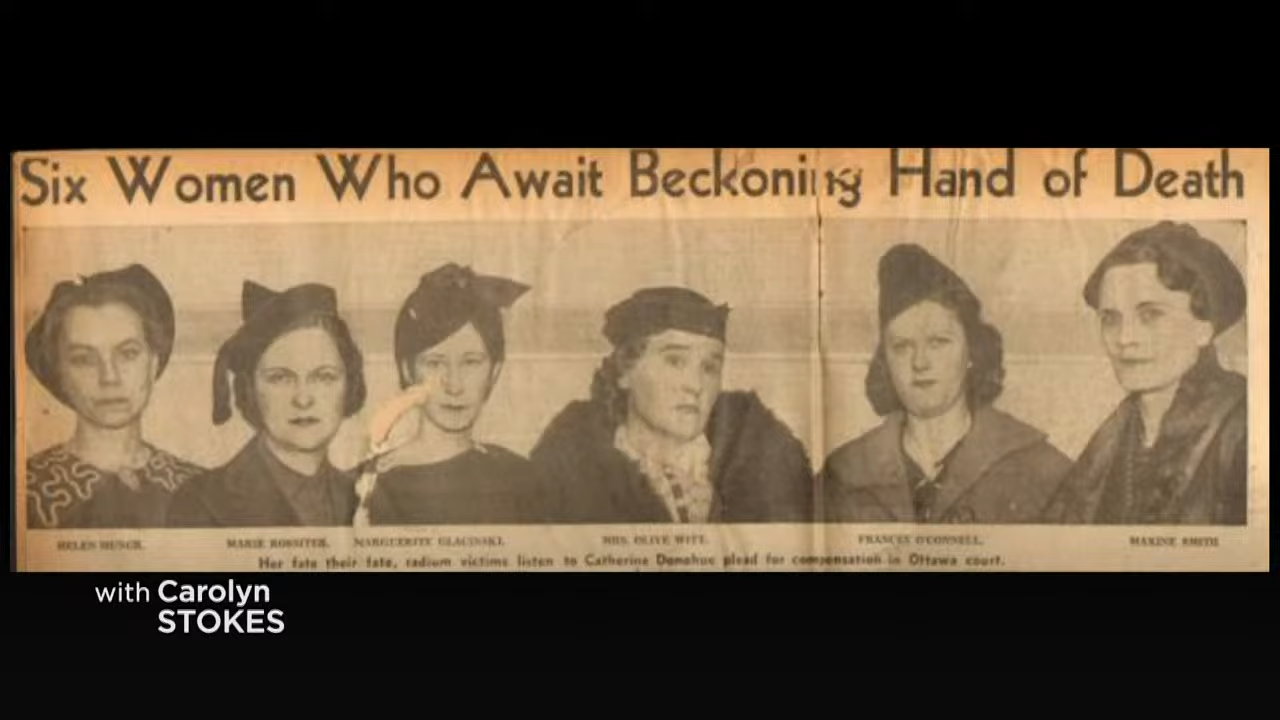 Six Women Who Await Beckoning Hand of Death
HELEN MUNCH. MARIE ROSSITER. MARGUERITE GLACINSKI. MRS. OLIVE WITT. FRANCES O'CONNELL. MAXINE SMITH
Her fate their fate, radium victims listen to Catherine Donohue plead for compensation in Ottawa court.
with Carolyn
STOKES